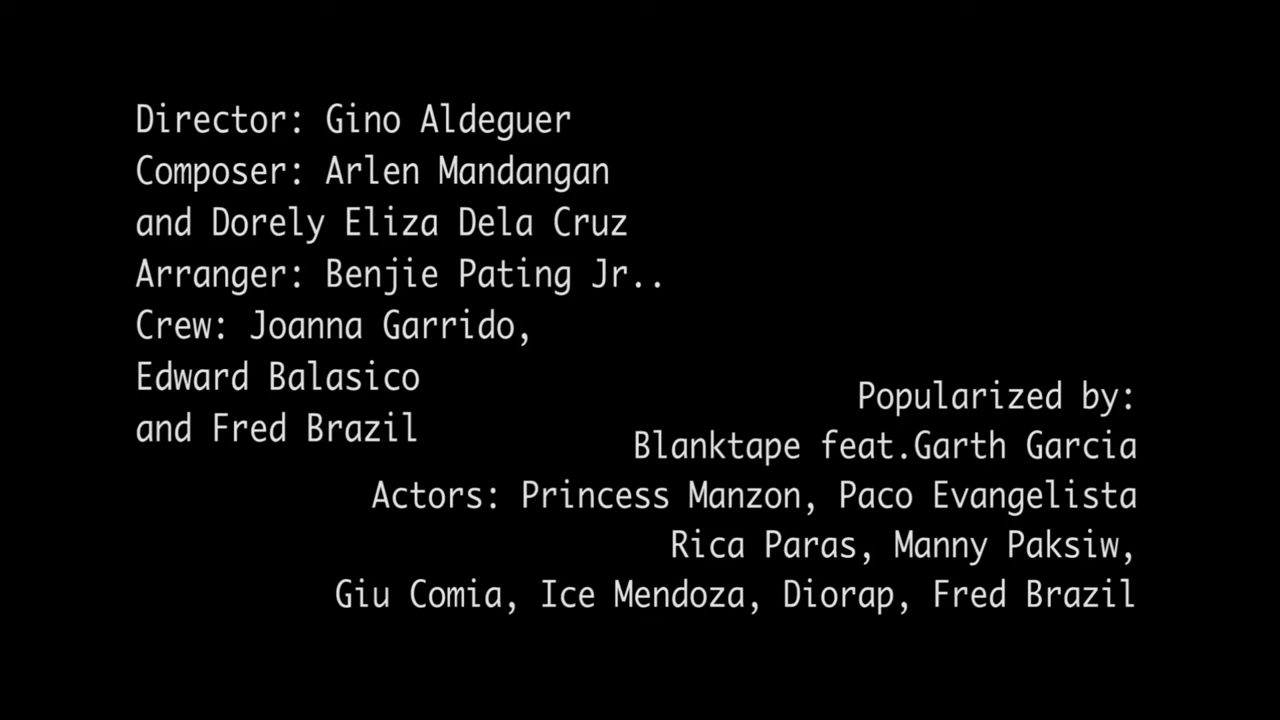 Director: Gino Aldeguer
Composer: Arlen Mandangan
and Dorely Eliza Dela Cruz
Arranger: Benjie Pating Jr..
Crew: Joanna Garrido,
Edward Balasico
and Fred Brazil
Popularized by:
Blanktape feat.Garth Garcia
Actors: Princess Manzon, Paco Evangelista
Rica Paras, Manny Paksiw,
Giu Comia, Ice Mendoza, Diorap, Fred Brazil